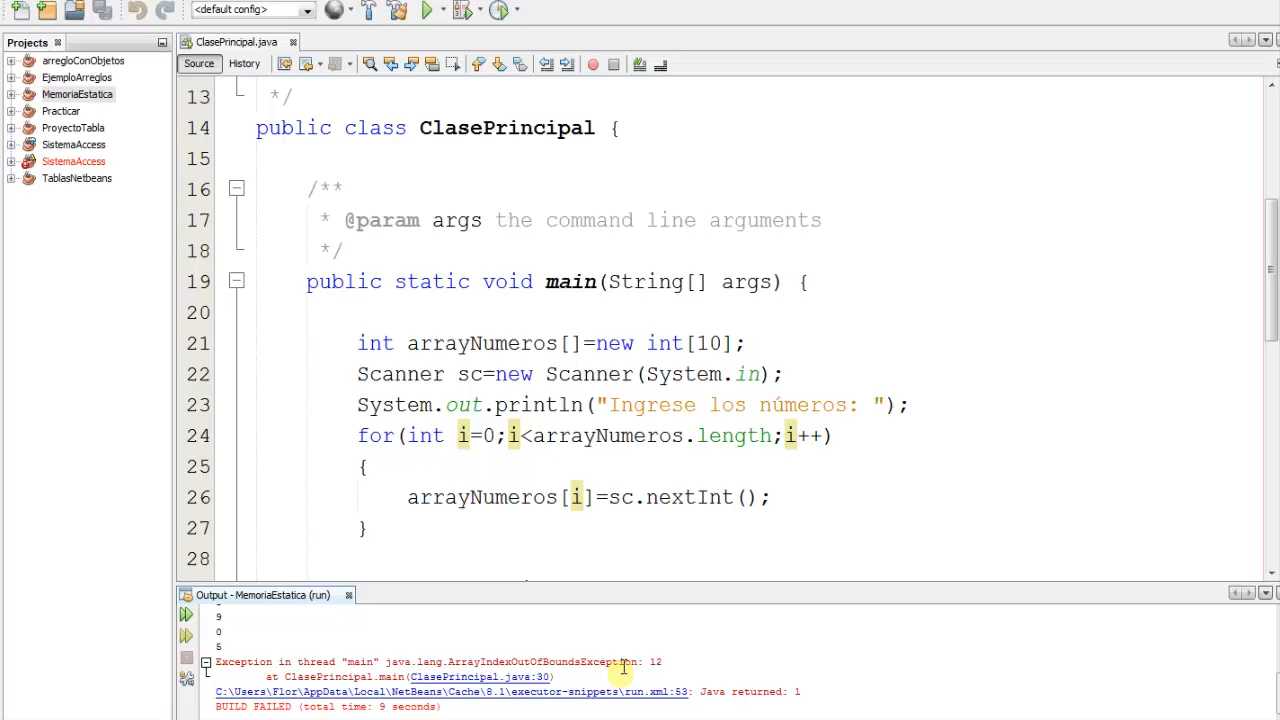 <default config>
Projects
arregloConObjetos
EjemploArreglos
MemoriaEstatica
Practicar
ProyectoTabla
SistemaAccess
SistemaAccess
TablasNetbeans
ClasePrincipal.java
Source History
13 */
14 public class ClasePrincipal {
15
16 /**
17 * @param args the command line arguments
18 */
19 public static void main(String[] args) {
20
21 int arrayNumeros[]=new int[10];
22 Scanner sc=new Scanner(System.in);
23 System.out.println("Ingrese los números: ");
24 for(int i=0;i<arrayNumeros.length;i++)
25 {
26 arrayNumeros[i]=sc.nextInt();
27 }
28
Output - MemoriaEstatica (run)
9
0
5
Exception in thread "main" java.lang.ArrayIndexOutOfBoundsException: 12
at ClasePrincipal.main(ClasePrincipal.java:30)
C:\Users\Flor\AppData\Local\NetBeans\Cache\8.1\executor-snippets\run.xml:53: Java returned: 1
BUILD FAILED (total time: 9 seconds)